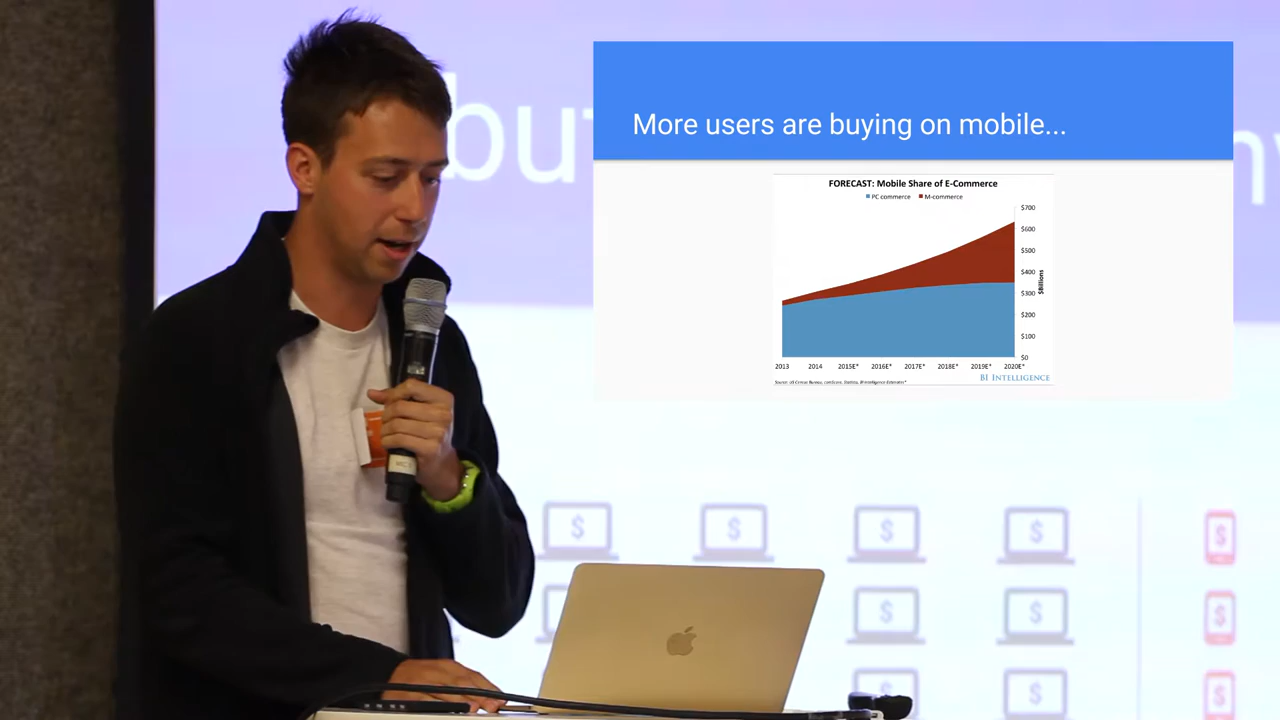 but
More users are buying on mobile...
FORECAST: Mobile Share of E-Commerce
PC commerce M-commerce
$700
$600
$500
$400
$300
$200
$100
$0
$Billions
2013 2014 2015E* 2016E* 2017E* 2018E* 2019E* 2020E*
BI INTELLIGENCE
$ $ $ $ $
$ $ $
$ $ $